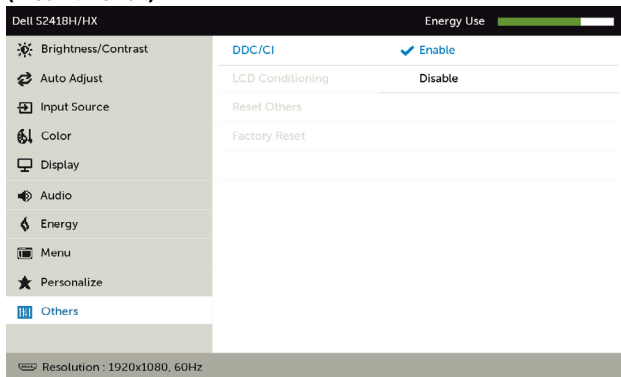 Dell S2418H/HX Energy Use
Brightness/Contrast DDC/CI Enable
Auto Adjust LCD Conditioning Disable
Input Source Reset Others
Color Factory Reset
Display
Audio
Energy
Menu
Personalize
Others
Resolution : 1920x1080, 60Hz